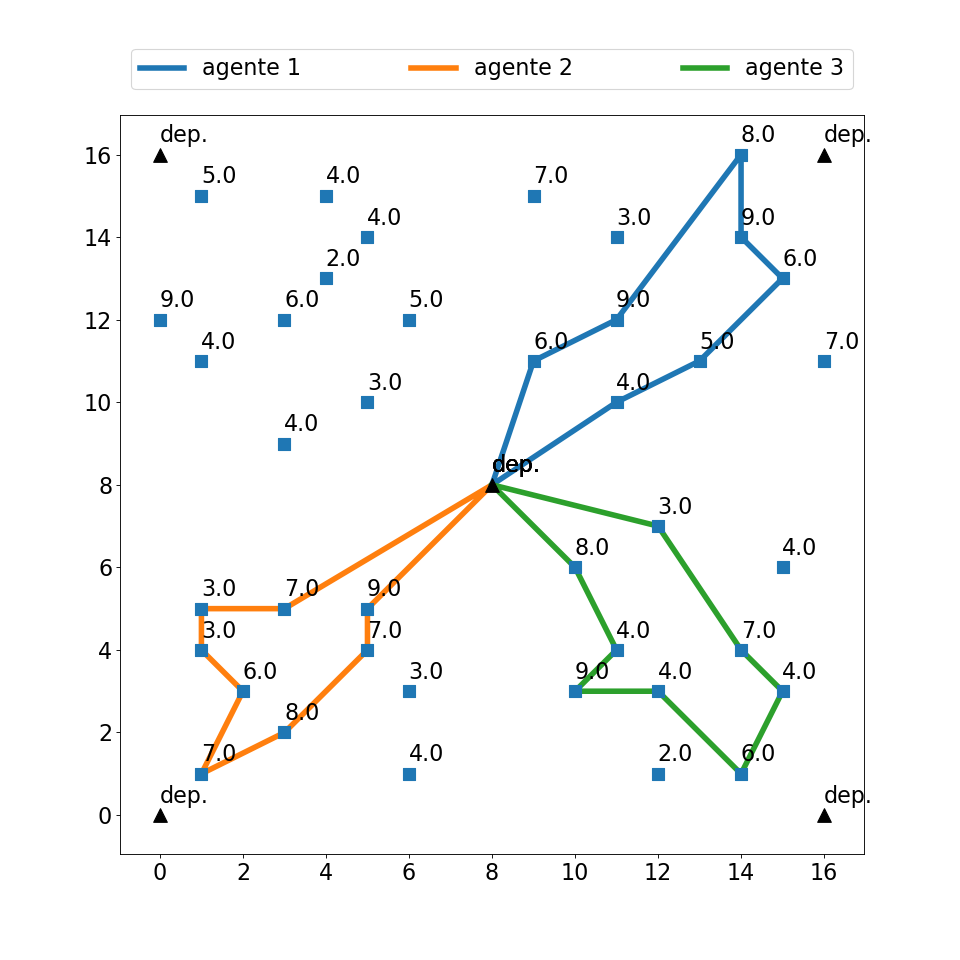 agente 1 agente 2 agente 3
dep. 8.0 dep.
16
5.0 4.0 7.0
4.0 3.0 9.0
14
2.0 6.0
9.0 6.0 5.0 9.0
12
4.0 6.0 5.0 7.0
3.0 4.0
10
4.0
dep.
8
3.0
8.0 4.0
6
3.0 7.0 9.0
3.0 7.0 4.0 7.0
4
6.0 3.0 9.0 4.0 4.0
8.0
2
7.0 4.0 2.0 6.0
dep. dep.
0
0 2 4 6 8 10 12 14 16